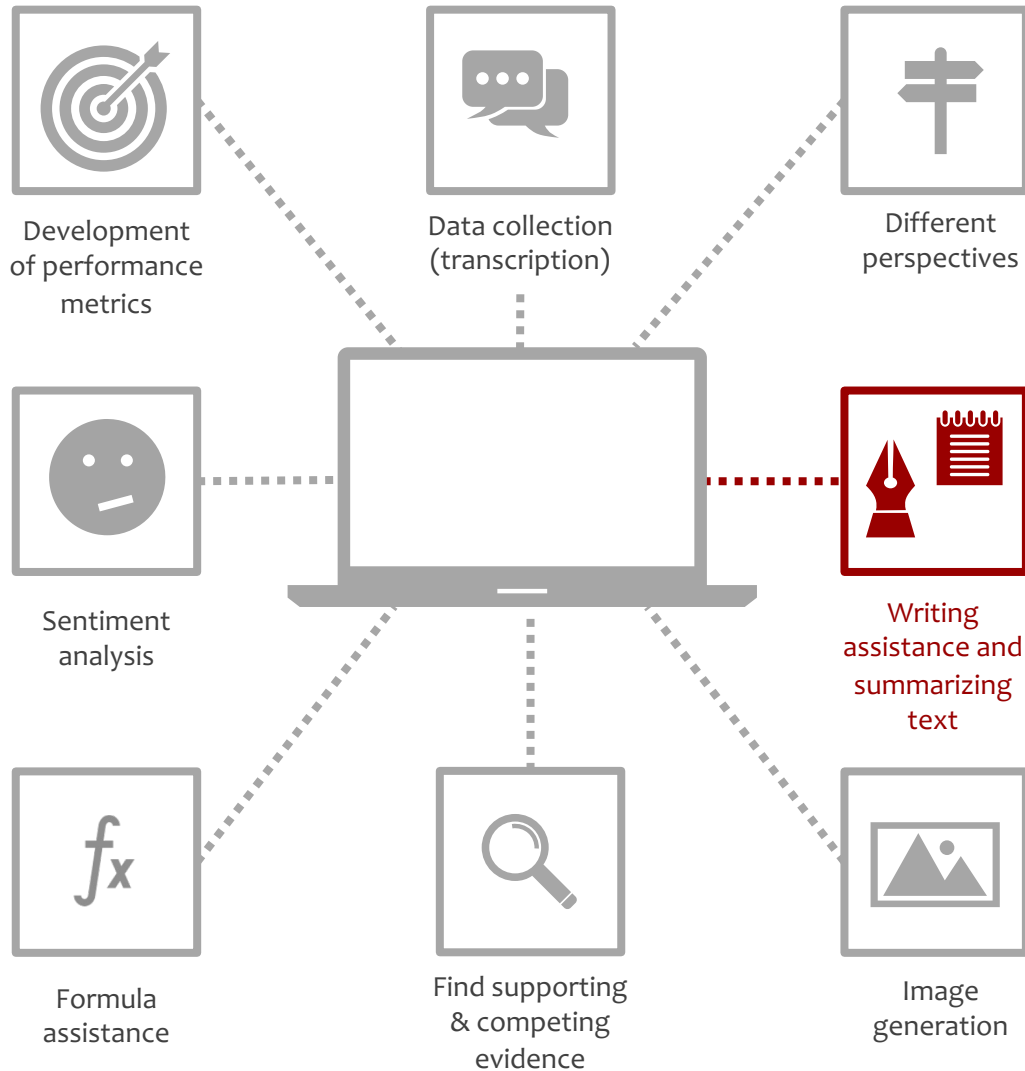 Development
of performance
metrics
Data collection
(transcription)
Different
perspectives
Sentiment
analysis
Writing
assistance and
summarizing
text
fx
Formula
assistance
Find supporting
& competing
evidence
Image
generation